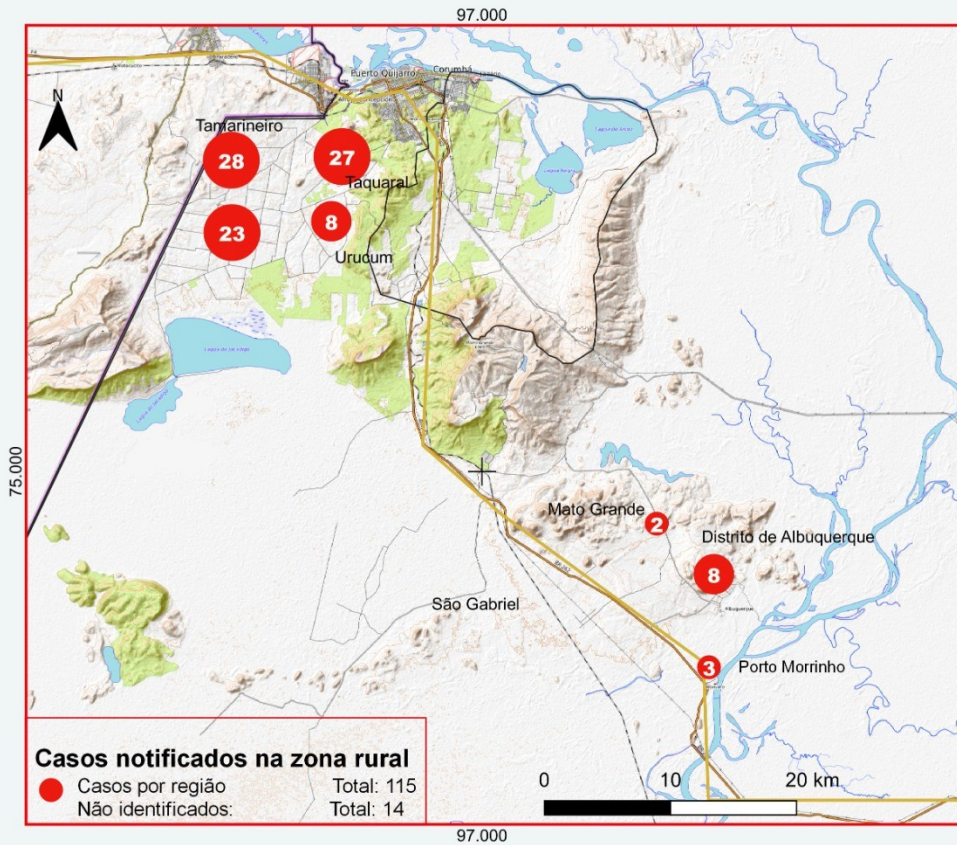 97.000
Puerto Quijarro
Corumbá
N
Tamarineiro
28
27
Taquaral
23
8
Urucum
75.000
Mato Grande
2
Distrito de Albuquerque
8
Albuquerque
São Gabriel
3
Porto Morrinho
Casos notificados na zona rural
Casos por região Total: 115
Não identificados: Total: 14
0 10 20 km
97.000